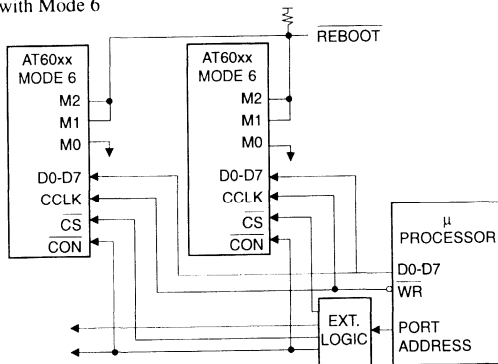 with Mode 6
REBOOT
AT60xx
MODE 6
M2
M1
M0
D0-D7
CCLK
CS
CON
AT60xx
MODE 6
M2
M1
M0
D0-D7
CCLK
CS
CON
µ
PROCESSOR
D0-D7
WR
PORT
ADDRESS
EXT.
LOGIC